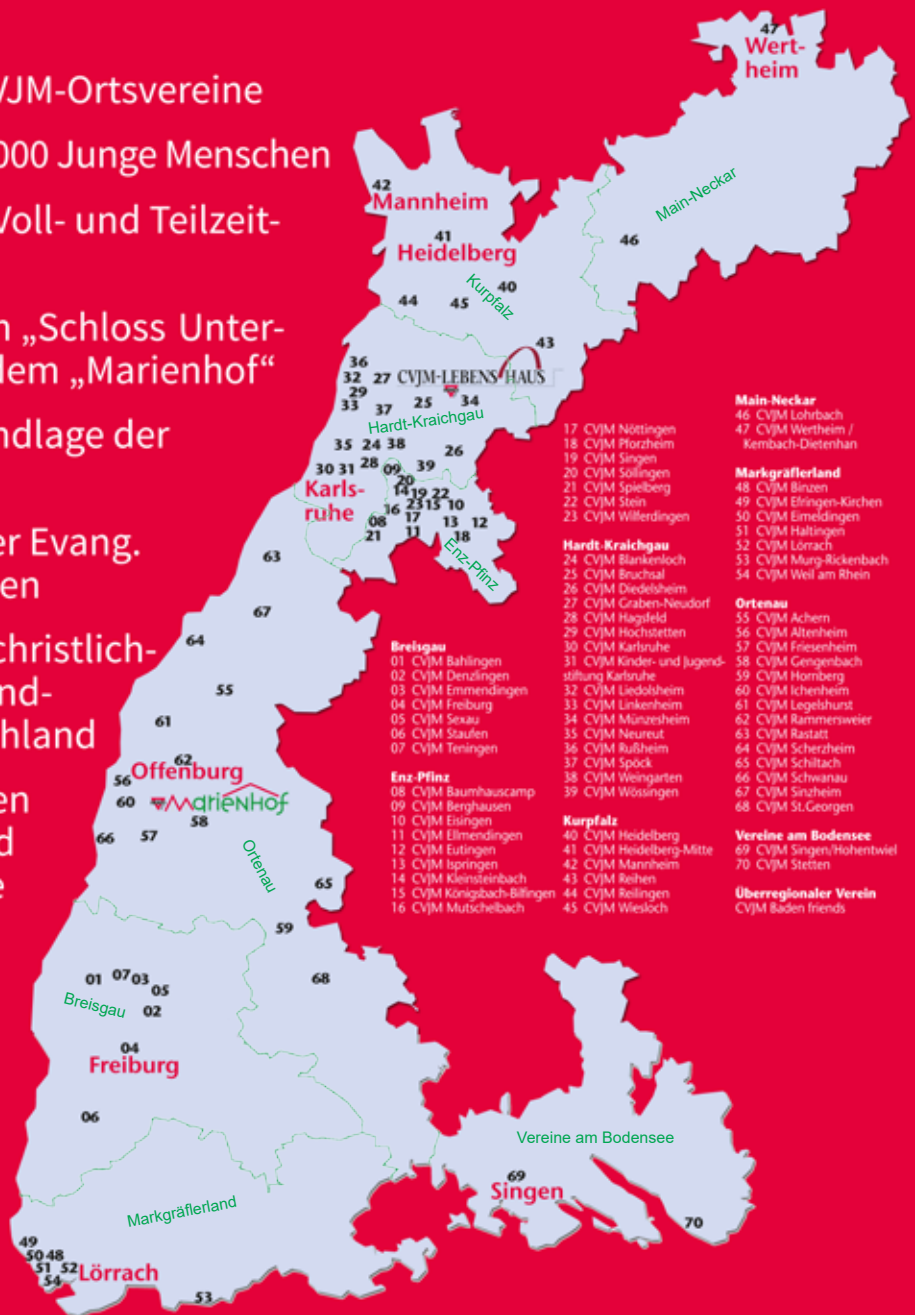 VJM-Ortsvereine
000 Junge Menschen
Voll- und Teilzeit-
n „Schloss Unter-
dem „Marienhof“
ndlage der
er Evang.
en
christlich-
nd-
hland
en
d
e
47
Wert-
heim
Main-Neckar
46
42
Mannheim
41
Heidelberg
40
Kurpfalz
44
45
43
36
32
27
CVJM-LEBENSHAUS
29
33
37
25
34
Hardt-Kraichgau
35
24
38
26
30
31
28
09
39
20
Karls-
ruhe
14
19
22
16
23
15
10
08
17
13
12
21
11
18
Enz-Pfinz
63
67
64
55
61
62
Offenburg
56
60
marienhof
58
66
57
Ortenau
65
59
68
01
07
03
05
Breisgau
02
04
Freiburg
06
Markgräflerland
49
50
48
51
52
54
Lörrach
53
Vereine am Bodensee
69
Singen
70
Breisgau
01 CVJM Bahlingen
02 CVJM Denzlingen
03 CVJM Emmendingen
04 CVJM Freiburg
05 CVJM Sexau
06 CVJM Staufen
07 CVJM Teningen
Enz-Pfinz
08 CVJM Baumhauscamp
09 CVJM Berghausen
10 CVJM Eisingen
11 CVJM Ellmendingen
12 CVJM Eutingen
13 CVJM Ispringen
14 CVJM Kleinsteinbach
15 CVJM Königsbach-Bilfingen
16 CVJM Mutschelbach
17 CVJM Nöttingen
18 CVJM Pforzheim
19 CVJM Singen
20 CVJM Söllingen
21 CVJM Spielberg
22 CVJM Stein
23 CVJM Wilferdingen
Hardt-Kraichgau
24 CVJM Blankenloch
25 CVJM Bruchsal
26 CVJM Diedelsheim
27 CVJM Graben-Neudorf
28 CVJM Hagsfeld
29 CVJM Hochstetten
30 CVJM Karlsruhe
31 CVJM Kinder- und Jugend-
stiftung Karlsruhe
32 CVJM Liedolsheim
33 CVJM Linkenheim
34 CVJM Münzesheim
35 CVJM Neureut
36 CVJM Rußheim
37 CVJM Spöck
38 CVJM Weingarten
39 CVJM Wössingen
Kurpfalz
40 CVJM Heidelberg
41 CVJM Heidelberg-Mitte
42 CVJM Mannheim
43 CVJM Reihen
44 CVJM Reilingen
45 CVJM Wiesloch
Main-Neckar
46 CVJM Lohrbach
47 CVJM Wertheim /
Kembach-Dietenhan
Markgräflerland
48 CVJM Binzen
49 CVJM Efringen-Kirchen
50 CVJM Eimeldingen
51 CVJM Haltingen
52 CVJM Lörrach
53 CVJM Murg-Rickenbach
54 CVJM Weil am Rhein
Ortenau
55 CVJM Achern
56 CVJM Altenheim
57 CVJM Friesenheim
58 CVJM Gengenbach
59 CVJM Hornberg
60 CVJM Ichenheim
61 CVJM Legelshurst
62 CVJM Rammersweier
63 CVJM Rastatt
64 CVJM Scherzheim
65 CVJM Schiltach
66 CVJM Schwanau
67 CVJM Sinzheim
68 CVJM St.Georgen
Vereine am Bodensee
69 CVJM Singen/Hohentwiel
70 CVJM Stetten
Überregionaler Verein
CVJM Baden friends